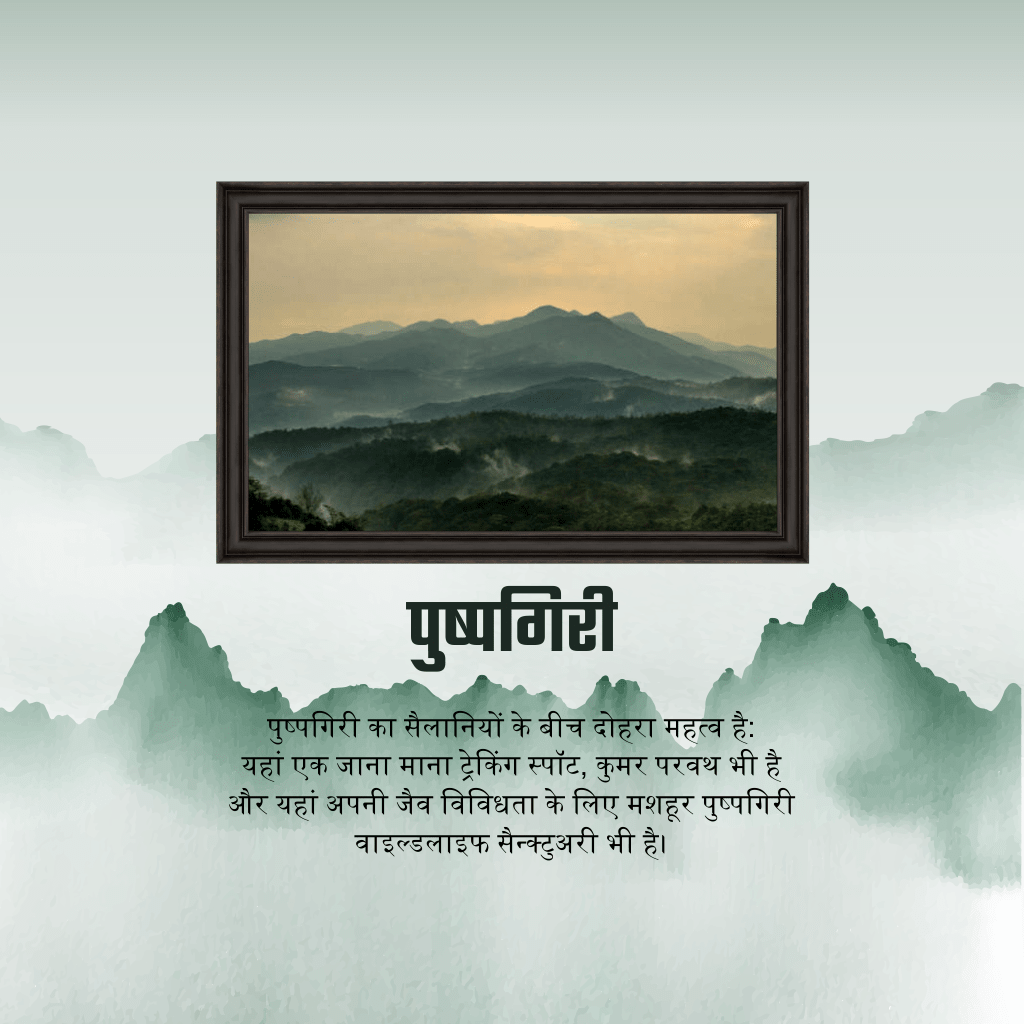 पुष्पगिरी
पुष्पगिरी का सैलानियों के बीच दोहरा महत्व है:
यहां एक जाना माना ट्रेकिंग स्पॉट, कुमर परवथ भी है
और यहां अपनी जैव विविधता के लिए मशहूर पुष्पगिरी
वाइल्डलाइफ सैन्क्टुअरी भी है।